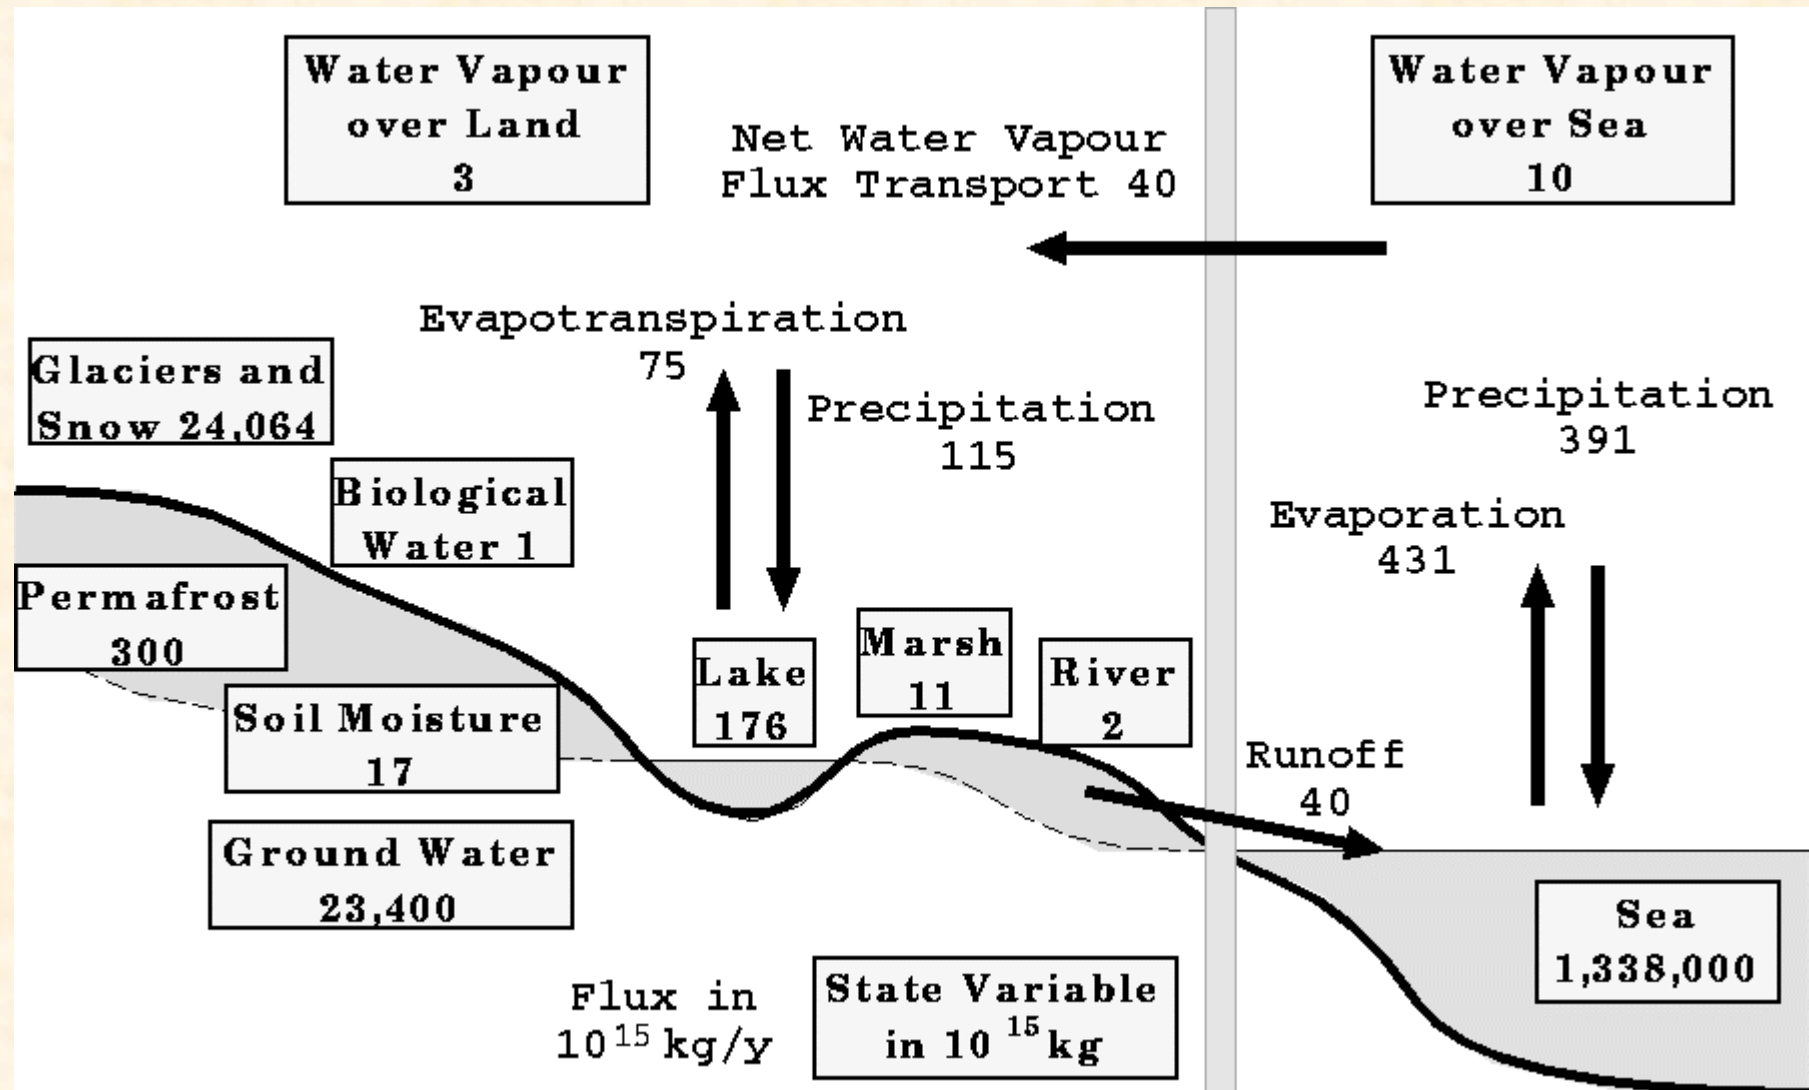 Water Vapour
over Land
3
Net Water Vapour
Flux Transport 40
Water Vapour
over Sea
10
Evapotranspiration
75
Precipitation
115
Glaciers and
Snow 24,064
Biological
Water 1
Permafrost
300
Soil Moisture
17
Ground Water
23,400
Lake
176
Marsh
11
River
2
Precipitation
391
Evaporation
431
Runoff
40
Sea
1,338,000
Flux in
10¹⁵ kg/y
State Variable
in 10 ¹⁵ kg